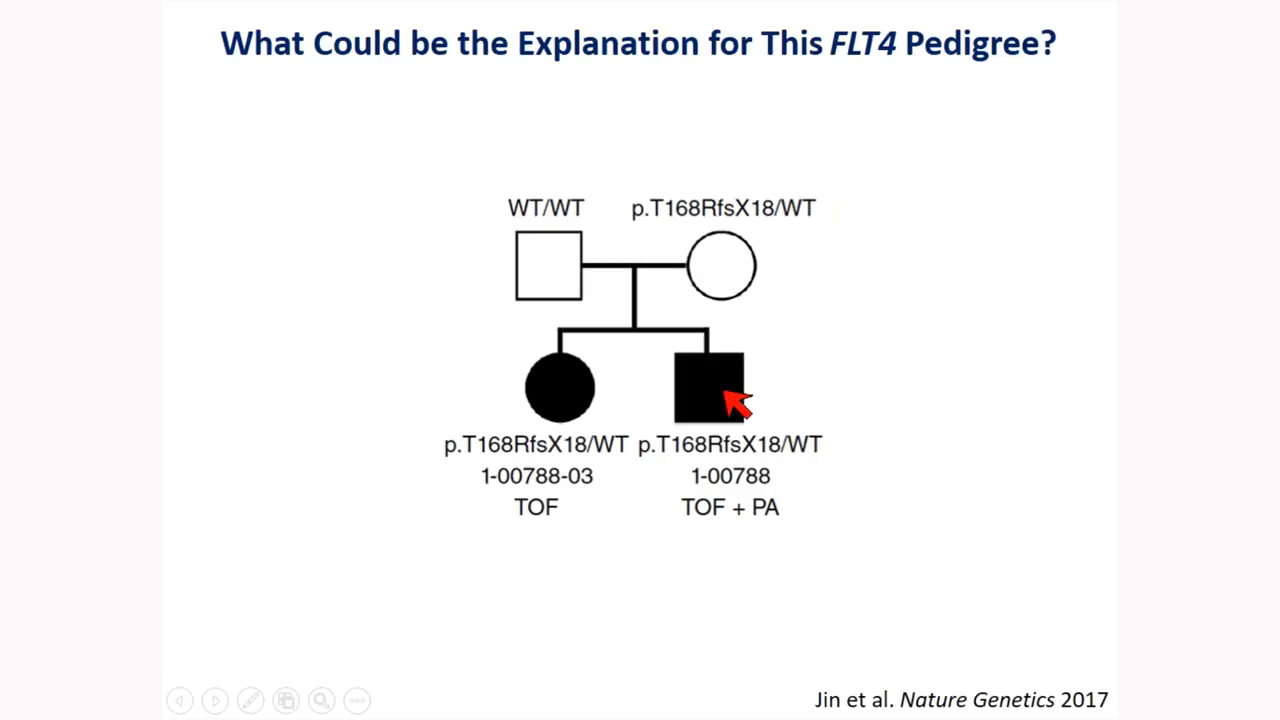 What Could be the Explanation for This FLT4 Pedigree?
WT/WT p.T168RfsX18/WT
p.T168RfsX18/WT p.T168RfsX18/WT
1-00788-03 1-00788
TOF TOF + PA
Jin et al. Nature Genetics 2017